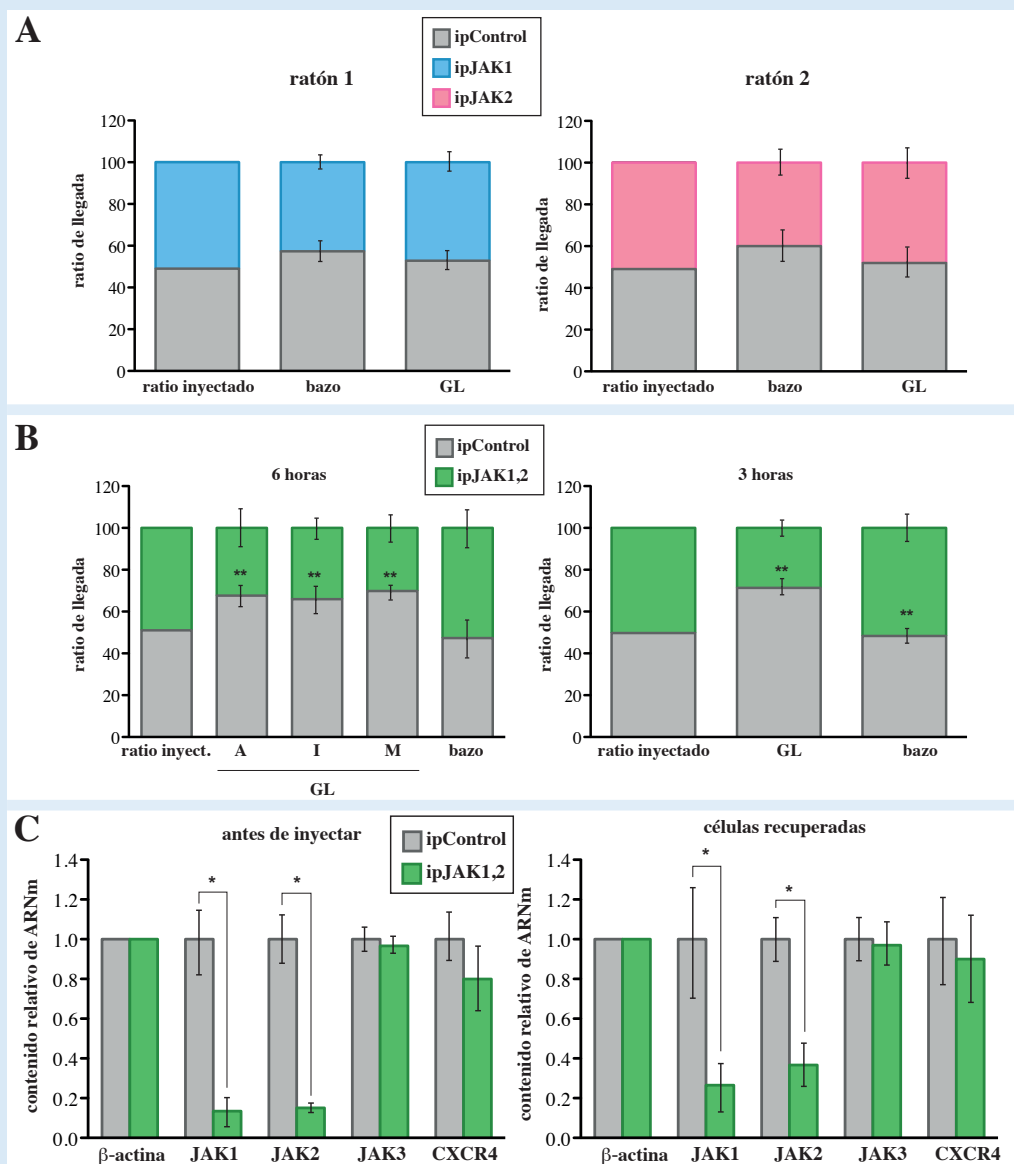 A
ipControl
ipJAK1
ipJAK2
ratón 1
ratón 2
ratio de llegada
120
100
80
60
40
20
0
ratio inyectado
bazo
GL
ratio de llegada
120
100
80
60
40
20
0
ratio inyectado
bazo
GL
B
ipControl
ipJAK1,2
6 horas
3 horas
ratio de llegada
120
100
80
60
40
20
0
**
**
**
ratio inyect.
A
I
M
bazo
GL
ratio de llegada
120
100
80
60
40
20
0
**
**
ratio inyectado
GL
bazo
C
antes de inyectar
ipControl
ipJAK1,2
células recuperadas
contenido relativo de ARNm
1.4
1.2
1.0
0.8
0.6
0.4
0.2
0.0
*
*
β-actina
JAK1
JAK2
JAK3
CXCR4
contenido relativo de ARNm
1.4
1.2
1.0
0.8
0.6
0.4
0.2
0.0
*
*
β-actina
JAK1
JAK2
JAK3
CXCR4